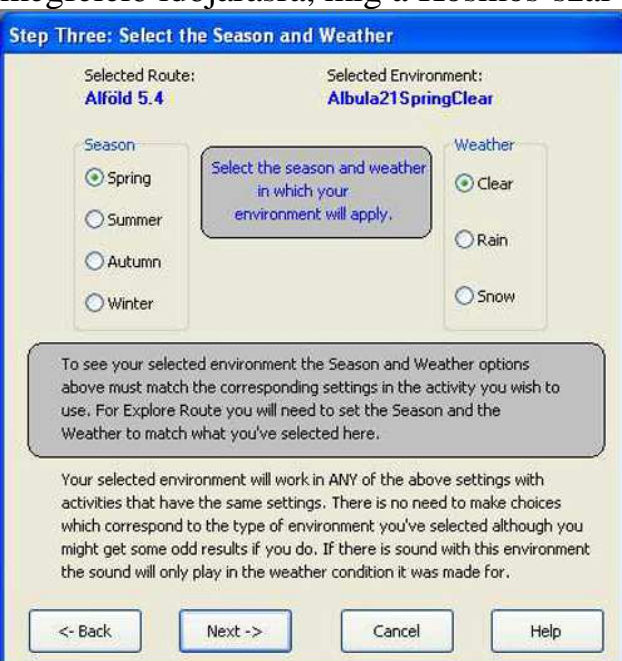 megfelelő időjárásra, míg a Kosmos szár
Step Three: Select the Season and Weather
Selected Route:
Alföld 5.4
Selected Environment:
Albula21SpringClear
Season
Spring
Summer
Autumn
Winter
Select the season and weather
in which your
environment will apply.
Weather
Clear
Rain
Snow
To see your selected environment the Season and Weather options
above must match the corresponding settings in the activity you wish to
use. For Explore Route you will need to set the Season and the
Weather to match what you've selected here.
Your selected environment will work in ANY of the above settings with
activities that have the same settings. There is no need to make choices
which correspond to the type of environment you've selected although you
might get some odd results if you do. If there is sound with this environment
the sound will only play in the weather condition it was made for.
<- Back
Next ->
Cancel
Help